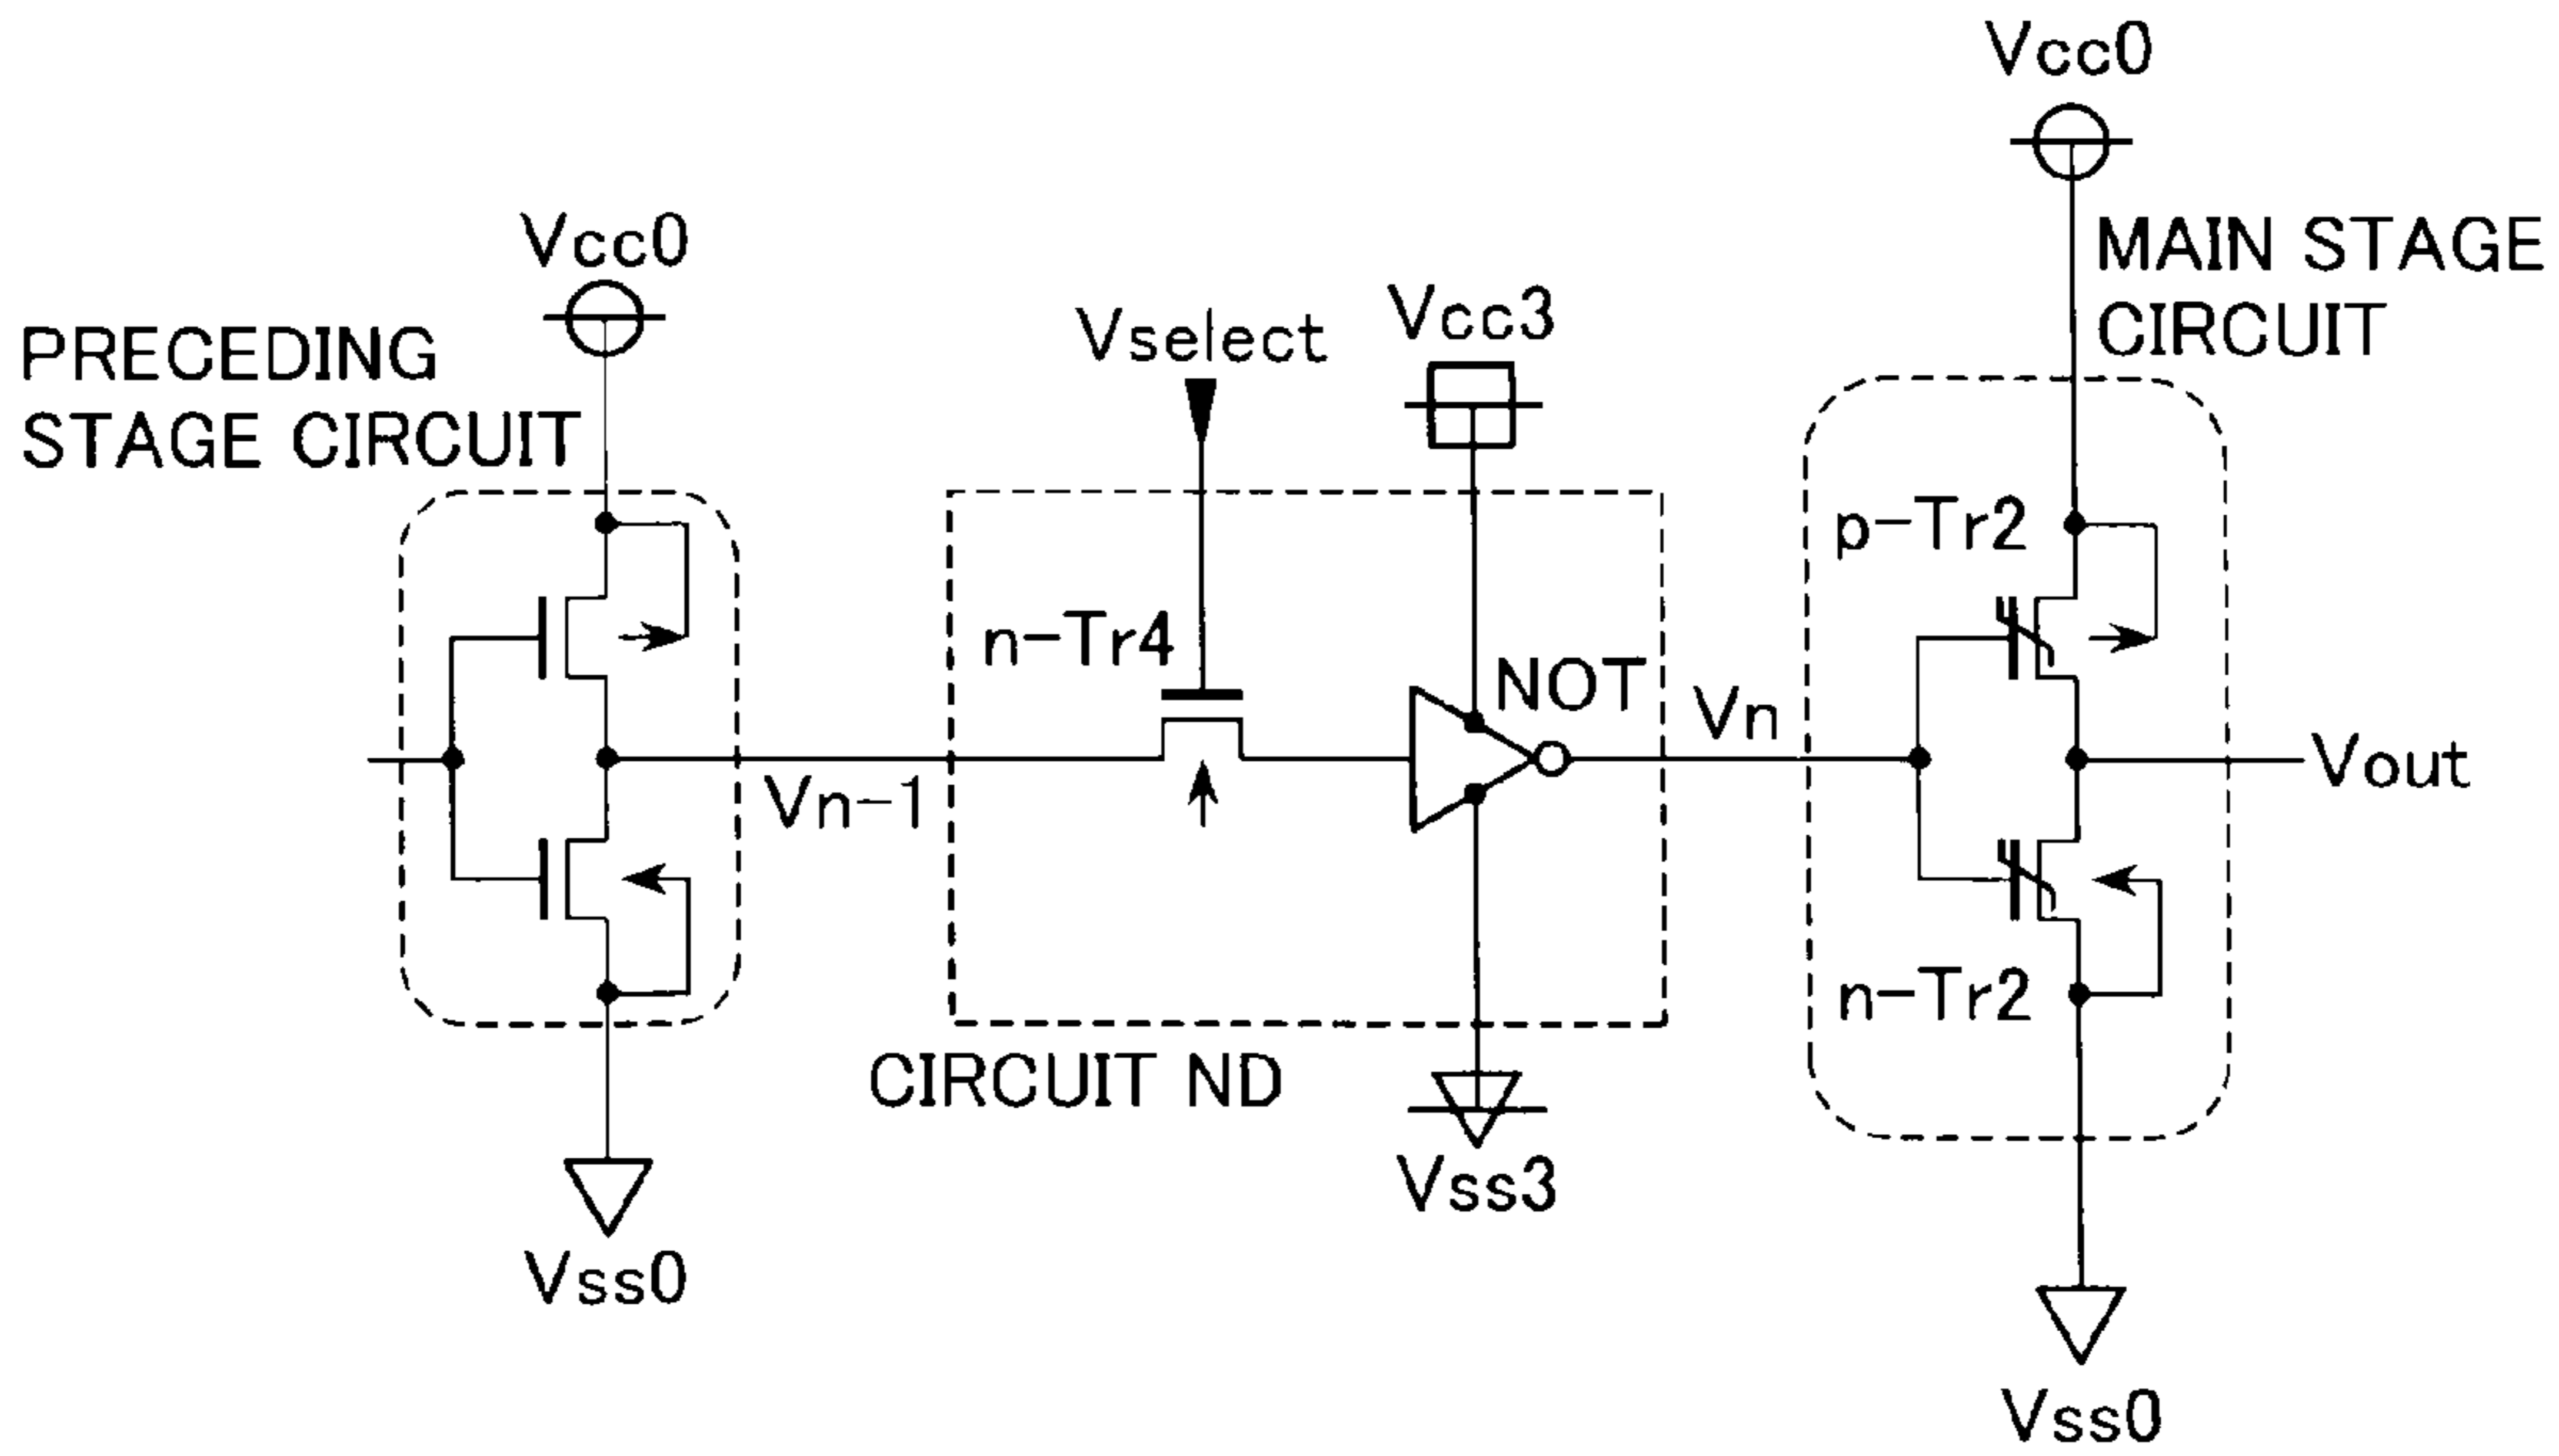 Vcc0
MAIN STAGE
CIRCUIT
Vcc0
PRECEDING
STAGE CIRCUIT
Vselect
Vcc3
p-Tr2
n-Tr4
NOT
Vn
Vn-1
Vout
n-Tr2
CIRCUIT ND
Vss3
Vss0
Vss0